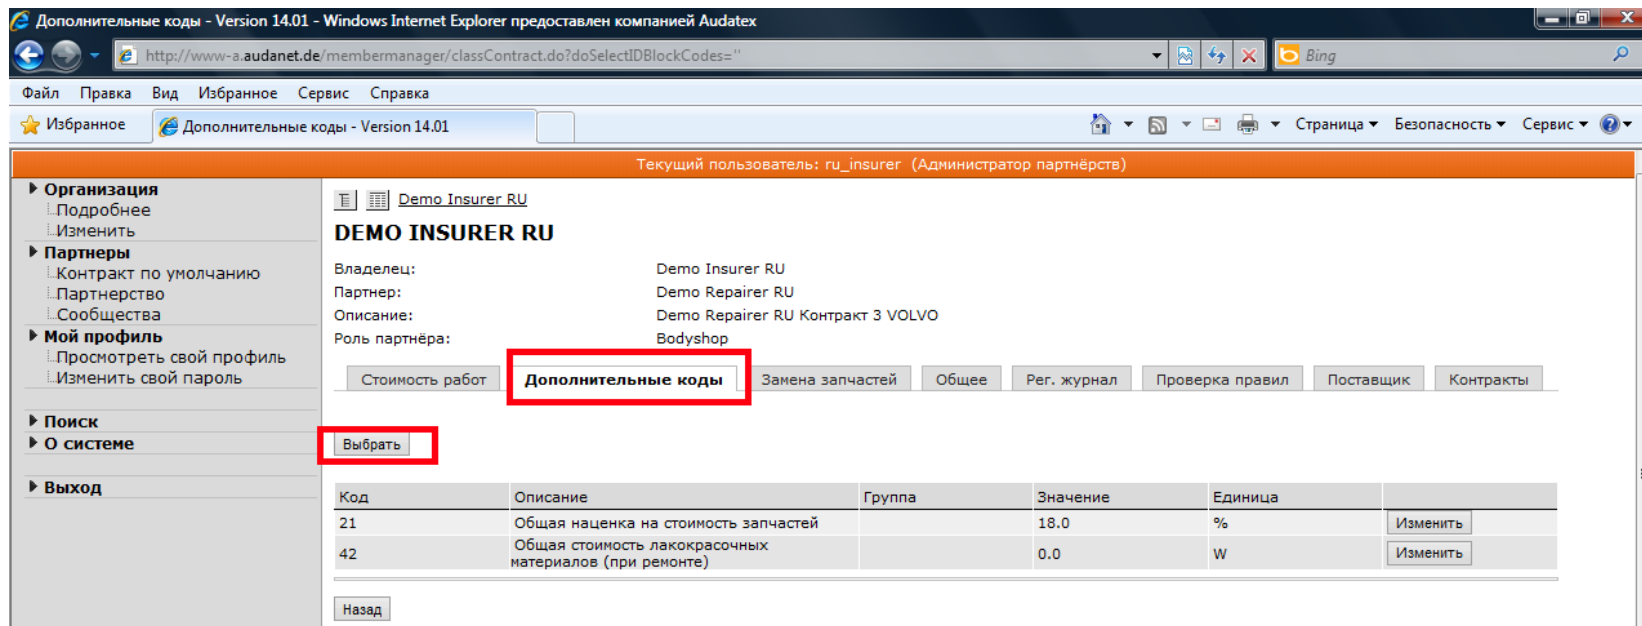 Дополнительные коды - Version 14.01 - Windows Internet Explorer предоставлен компанией Audatex
http://www-a.audanet.de/membermanager/classContract.do?doSelectIDBlockCodes=''
Bing
Файл Правка Вид Избранное Сервис Справка
Избранное
Дополнительные коды - Version 14.01
Страница Безопасность Сервис
Текущий пользователь: ru_insurer (Администратор партнёрств)
Организация
Подробнее
Изменить
Партнеры
Контракт по умолчанию
Партнерство
Сообщества
Мой профиль
Просмотреть свой профиль
Изменить свой пароль
Поиск
О системе
Выход
Demo Insurer RU
DEMO INSURER RU
Владелец: Demo Insurer RU
Партнер: Demo Repairer RU
Описание: Demo Repairer RU Контракт 3 VOLVO
Роль партнёра: Bodyshop
Стоимость работ Дополнительные коды Замена запчастей Общее Рег. журнал Проверка правил Поставщик Контракты
Выбрать
Код Описание Группа Значение Единица
21 Общая наценка на стоимость запчастей 18.0 % Изменить
42 Общая стоимость лакокрасочных материалов (при ремонте) 0.0 W Изменить
Назад